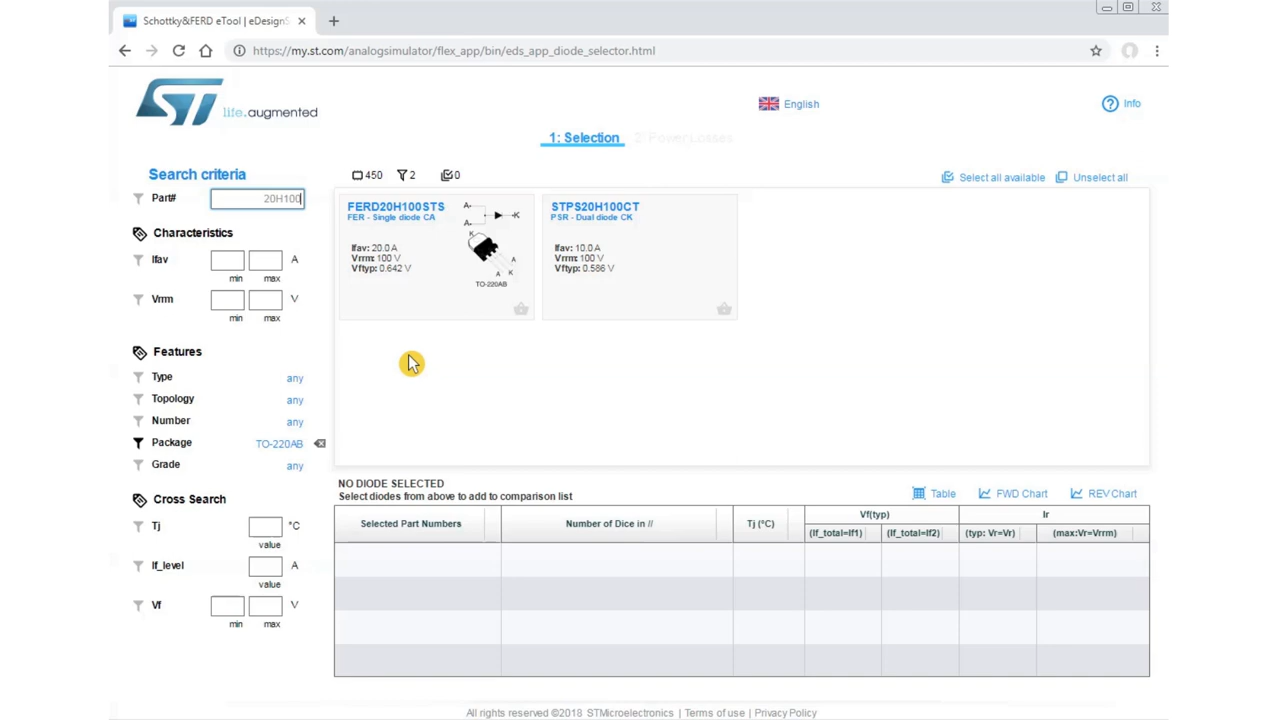 Schottky&FERD eTool | eDesignS
https://my.st.com/analogsimulator/flex_app/bin/eds_app_diode_selector.html
ST life.augmented
English
? Info
1: Selection
2: Power Losses
Search criteria
450 2 0
Select all available
Unselect all
Part# 20H100
Characteristics
Ifav A
min max
Vrrm V
min max
Features
Type any
Topology any
Number any
Package TO-220AB
Grade any
Cross Search
Tj °C
value
If_level A
value
Vf V
min max
FERD20H100STS
FER - Single diode CA
Ifav: 20.0 A
Vrrm: 100 V
Vftyp: 0.642 V
A K
A
K
A
A K
TO-220AB
STPS20H100CT
PSR - Dual diode CK
Ifav: 10.0 A
Vrrm: 100 V
Vftyp: 0.586 V
NO DIODE SELECTED
Select diodes from above to add to comparison list
Table
FWD Chart
REV Chart
Selected Part Numbers
Number of Dice in //
Tj (°C)
Vf(typ)
(If_total=If1)
(If_total=If2)
Ir
(typ: Vr=Vr)
(max:Vr=Vrrm)
All rights reserved ©2018 STMicroelectronics | Terms of use | Privacy Policy